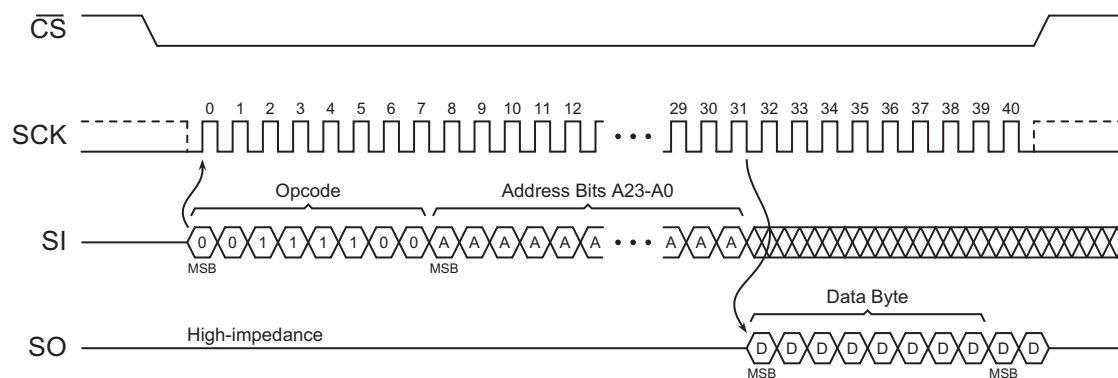 CS
0 1 2 3 4 5 6 7 8 9 10 11 12 29 30 31 32 33 34 35 36 37 38 39 40
SCK
Opcode Address Bits A23-A0
SI 0 0 1 1 1 1 0 0 A A A A A A A A A
MSB MSB
Data Byte
High-impedance
SO D D D D D D D D D D
MSB MSB